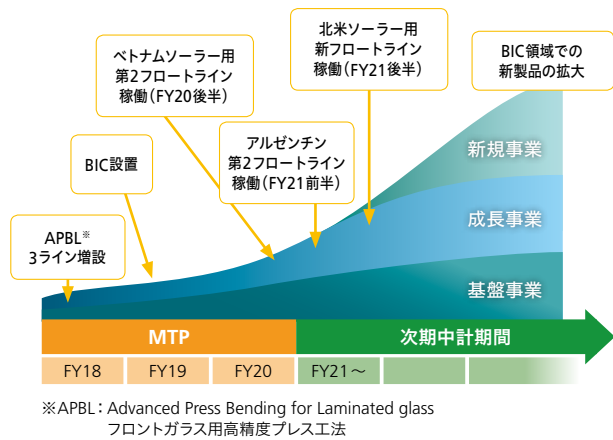 北米ソーラー用
新フロートライン
稼働（FY21後半）
BIC領域での
新製品の拡大
ベトナムソーラー用
第2フロートライン
稼働（FY20後半）
アルゼンチン
第2フロートライン
稼働（FY21前半）
BIC設置
APBL※
3ライン増設
新規事業
成長事業
基盤事業
MTP
次期中計期間
FY18
FY19
FY20
FY21～
※APBL：Advanced Press Bending for Laminated glass
フロントガラス用高精度プレス工法